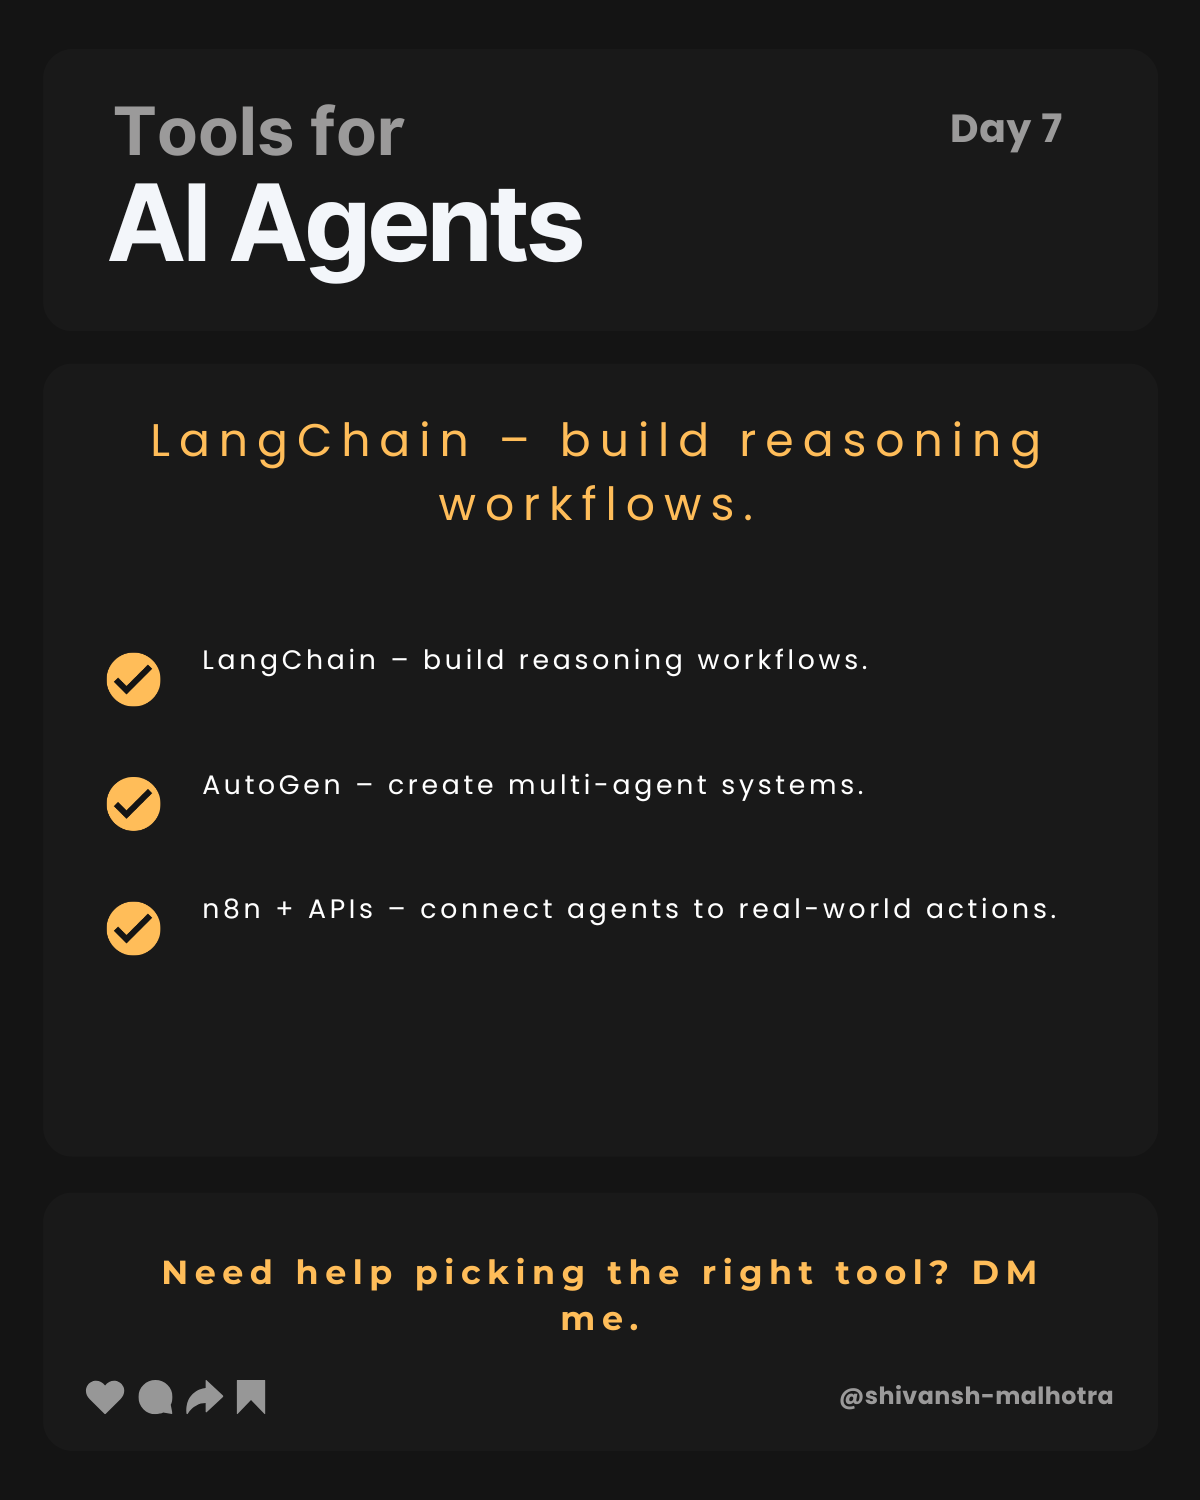 Tools for
Day 7
AI Agents
LangChain – build reasoning
workflows.
LangChain – build reasoning workflows.
AutoGen – create multi-agent systems.
n8n + APIs – connect agents to real-world actions.
Need help picking the right tool? DM
me.
@shivansh-malhotra